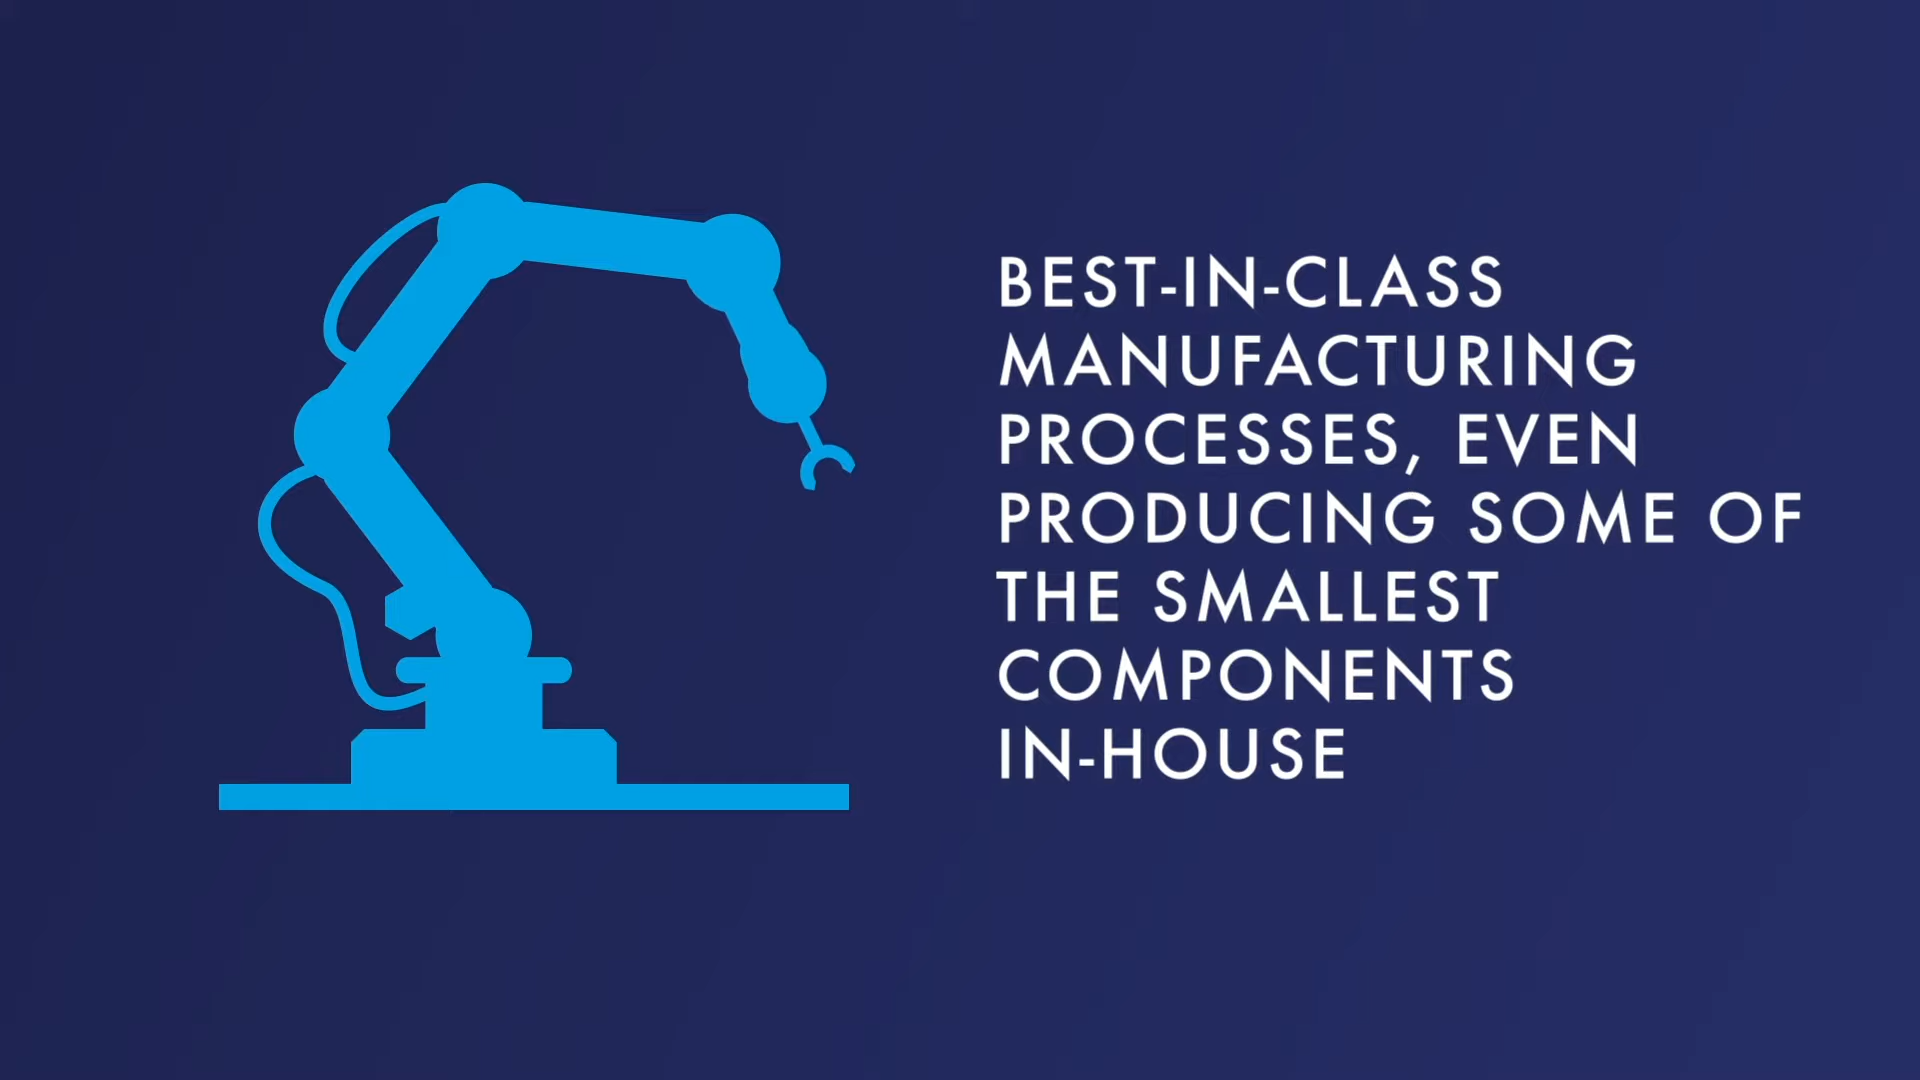 BEST-IN-CLASS
MANUFACTURING
PROCESSES, EVEN
PRODUCING SOME OF
THE SMALLEST
COMPONENTS
IN-HOUSE